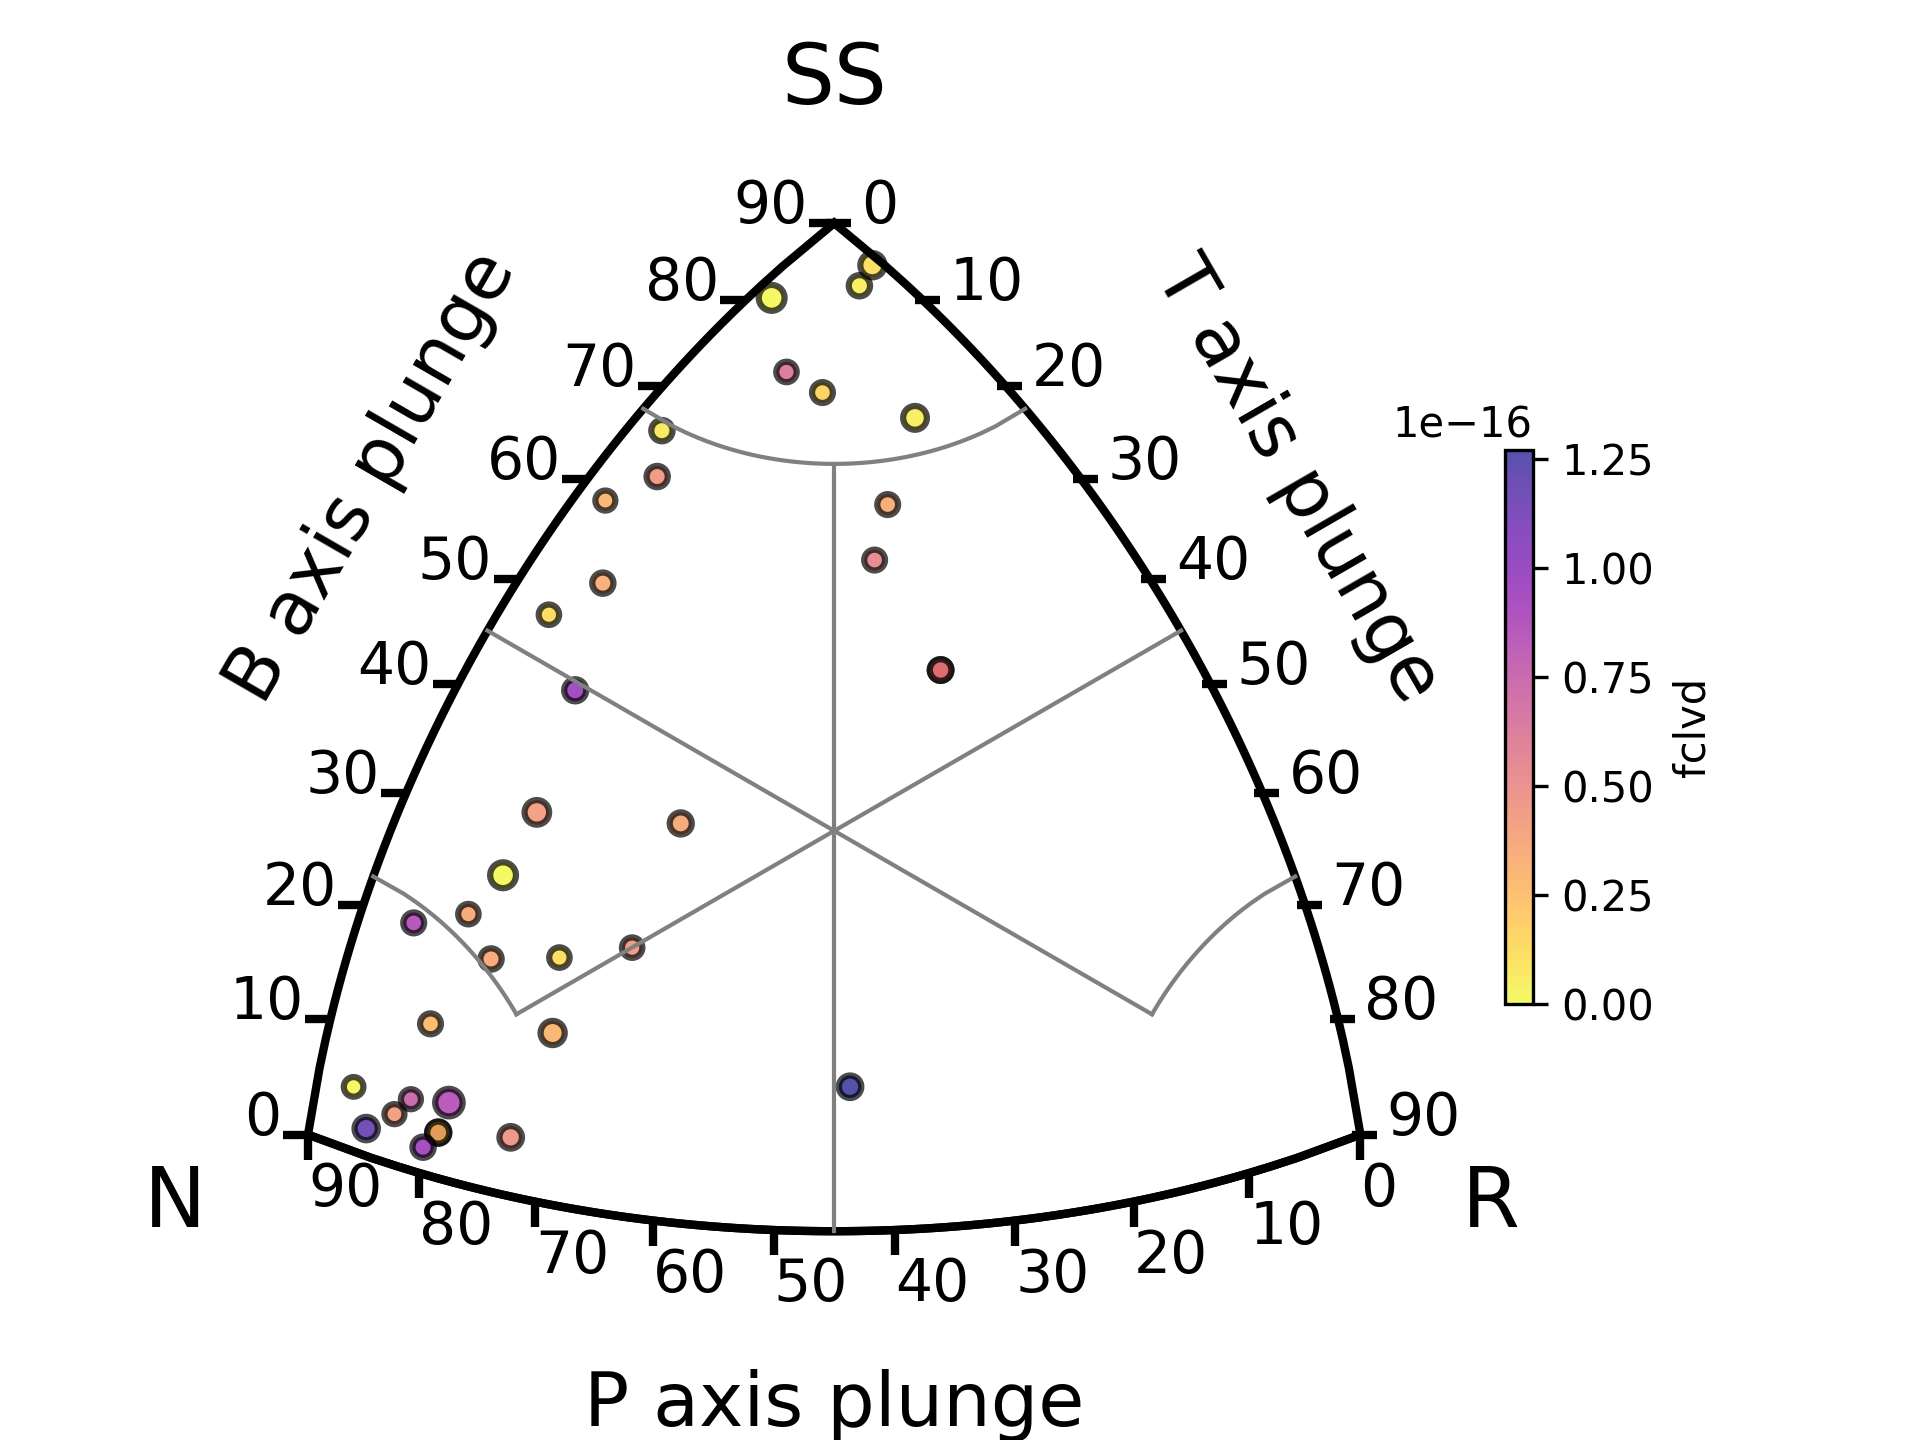 SS
90 0
80 10
70 20
60 30
50 40
40 50
30 60
20 70
10 80
0 90
B axis plunge
T axis plunge
N
R
90 80 70 60 50 40 30 20 10 0
P axis plunge
1e−16
1.25
1.00
0.75
0.50
0.25
0.00
fclvd